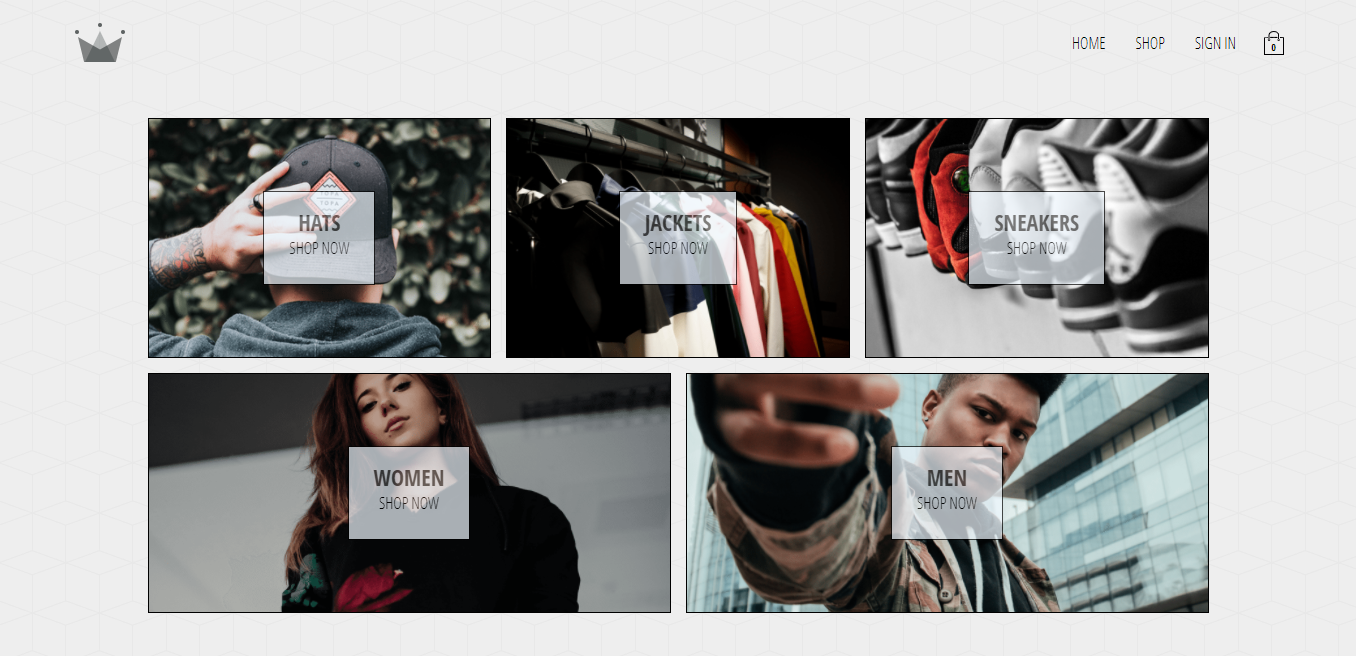 HOME SHOP SIGN IN 0
TOPA
HATS
SHOP NOW
JACKETS
SHOP NOW
SNEAKERS
SHOP NOW
WOMEN
SHOP NOW
MEN
SHOP NOW